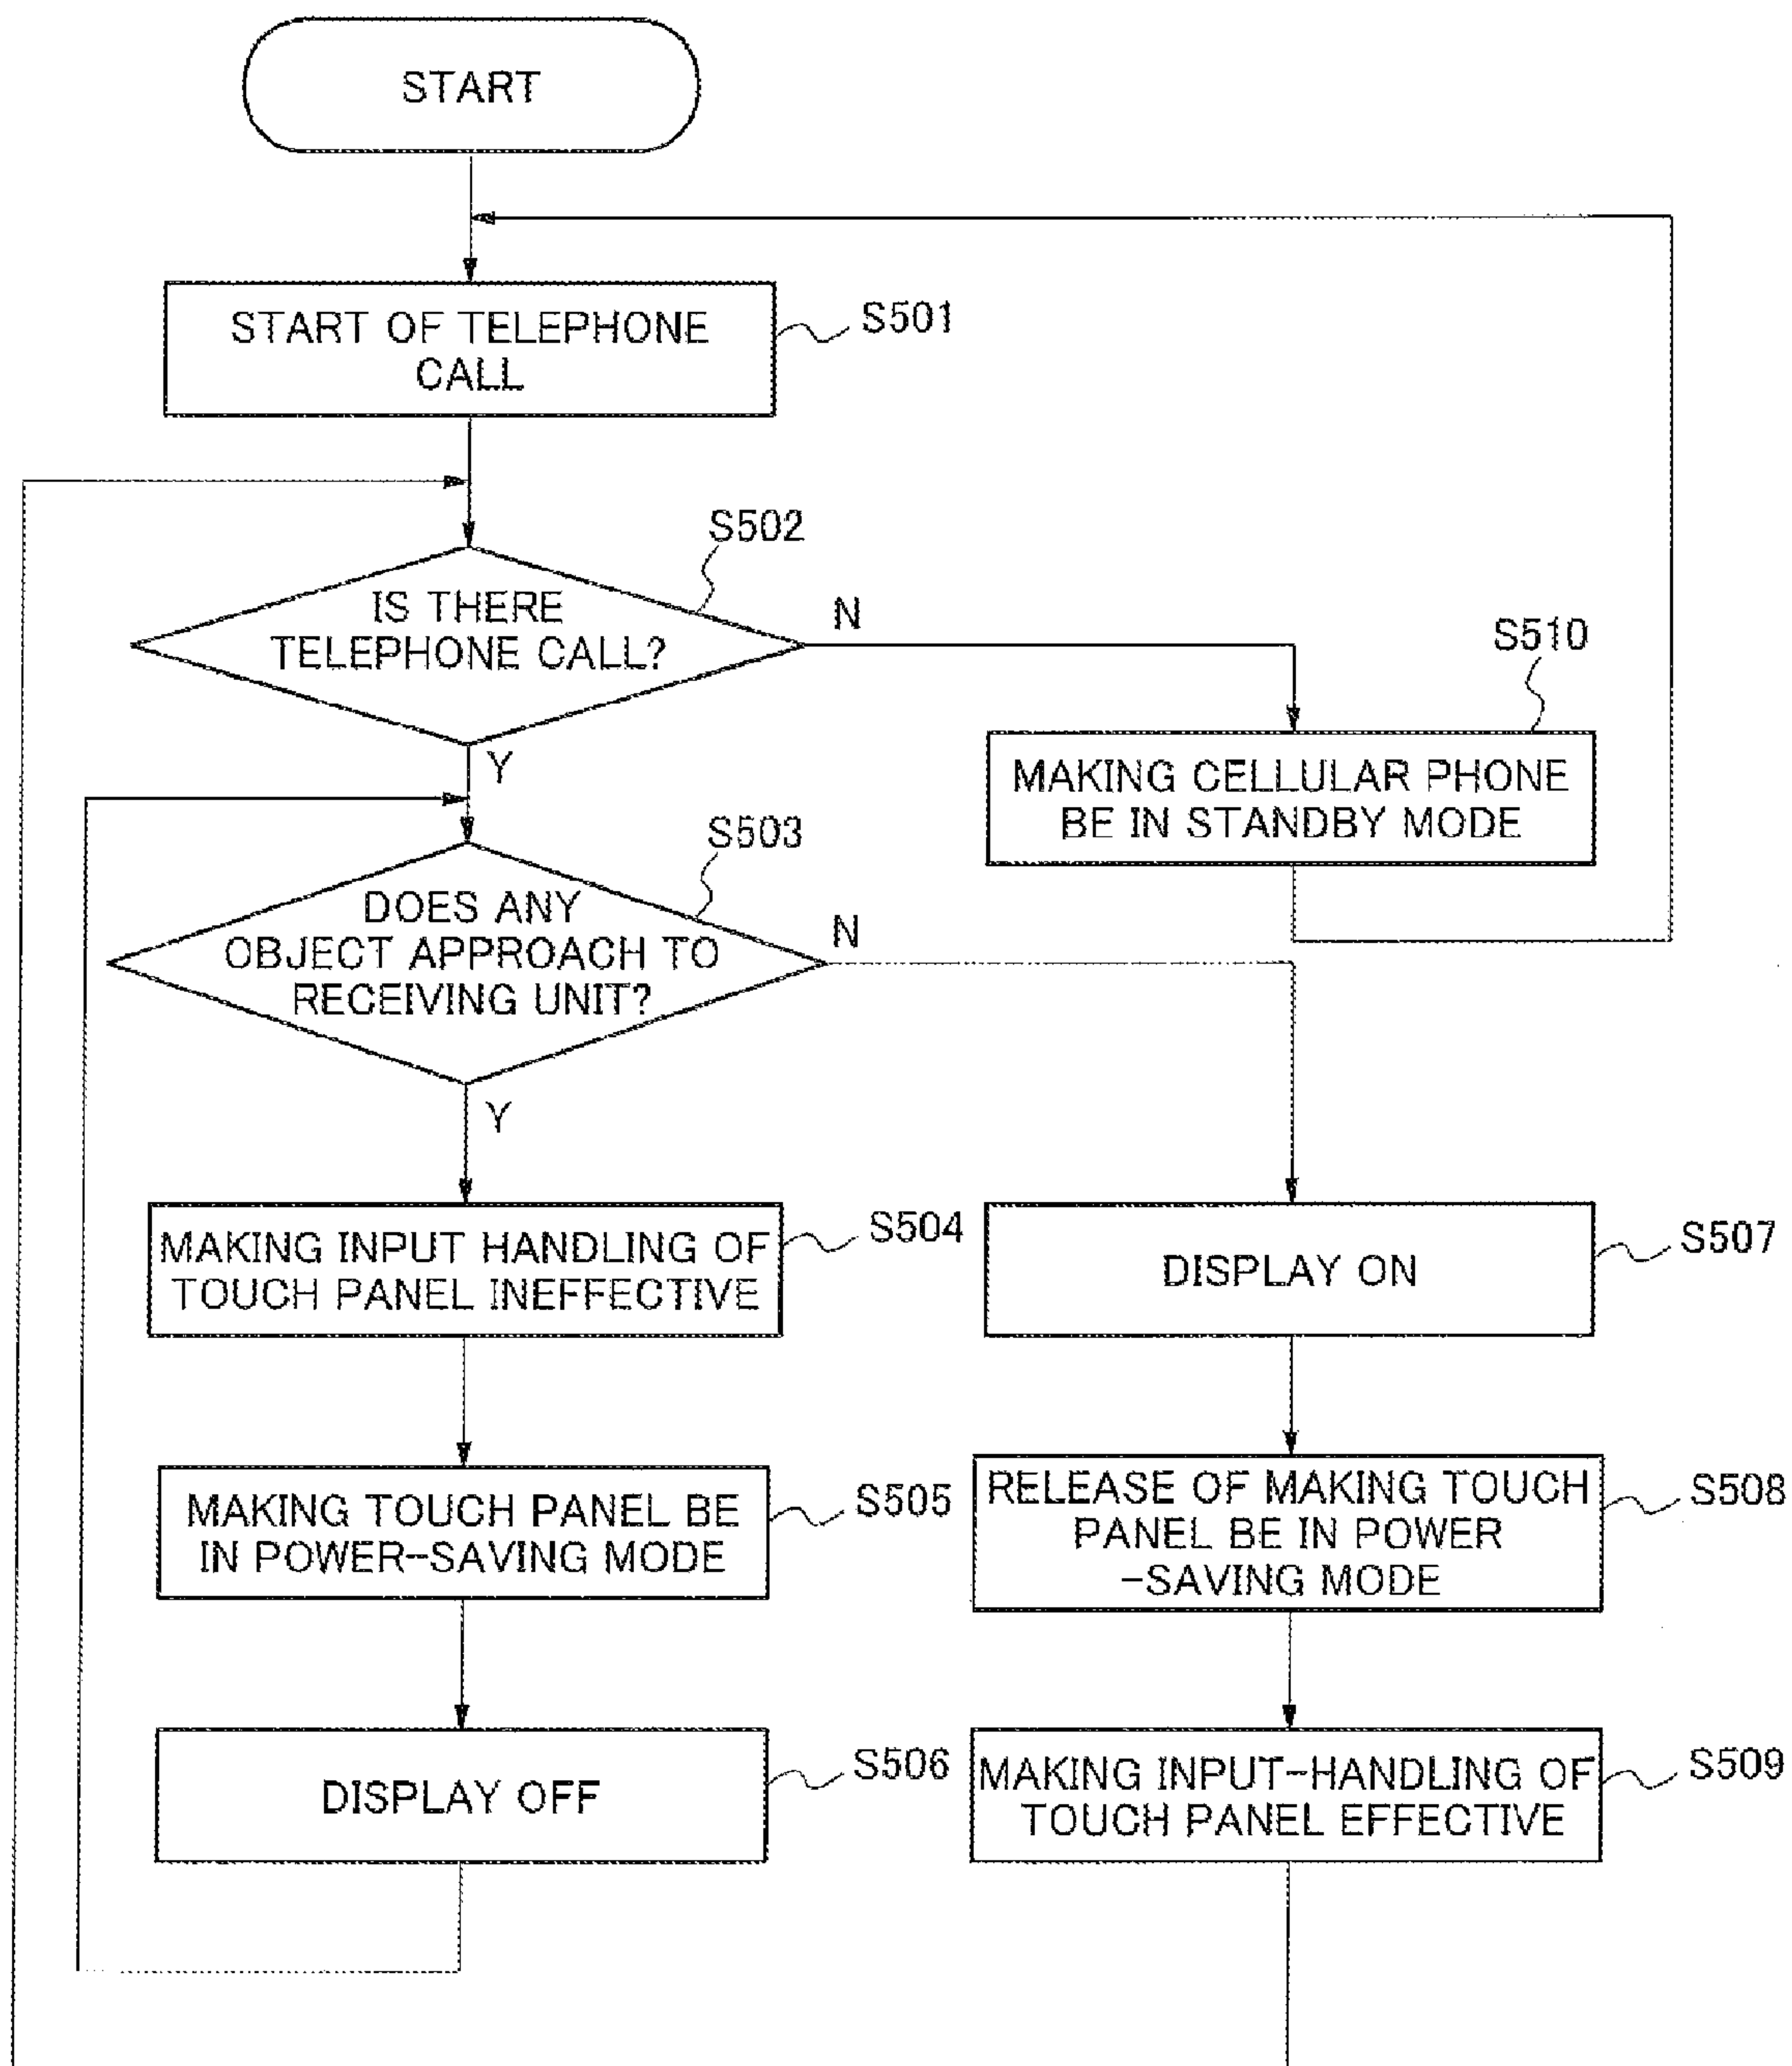 START
START OF TELEPHONE
CALL
S501
IS THERE
TELEPHONE CALL?
S502
N
Y
S510
MAKING CELLULAR PHONE
BE IN STANDBY MODE
DOES ANY
OBJECT APPROACH TO
RECEIVING UNIT?
S503
N
Y
MAKING INPUT HANDLING OF
TOUCH PANEL INEFFECTIVE
S504
DISPLAY ON
S507
MAKING TOUCH PANEL BE
IN POWER-SAVING MODE
S505
RELEASE OF MAKING TOUCH
PANEL BE IN POWER
-SAVING MODE
S508
DISPLAY OFF
S506
MAKING INPUT-HANDLING OF
TOUCH PANEL EFFECTIVE
S509